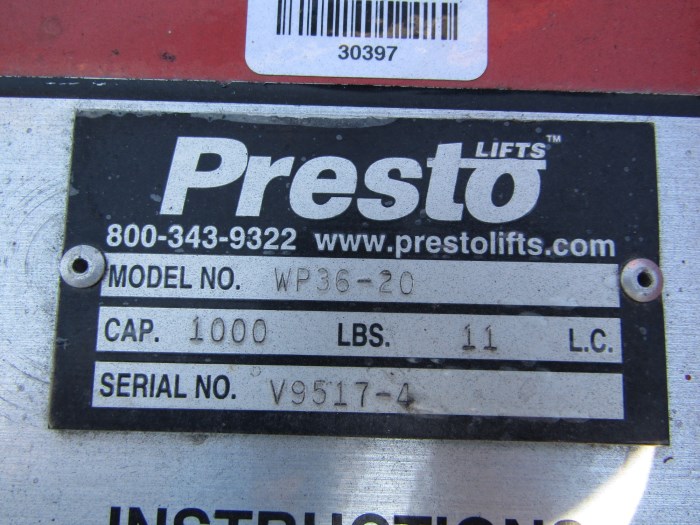 30397
Presto LIFTS™
800-343-9322 www.prestolifts.com
MODEL NO. WP36-20
CAP. 1000 LBS. 11 L.C.
SERIAL NO. V9517-4
INSTRUCTIONS